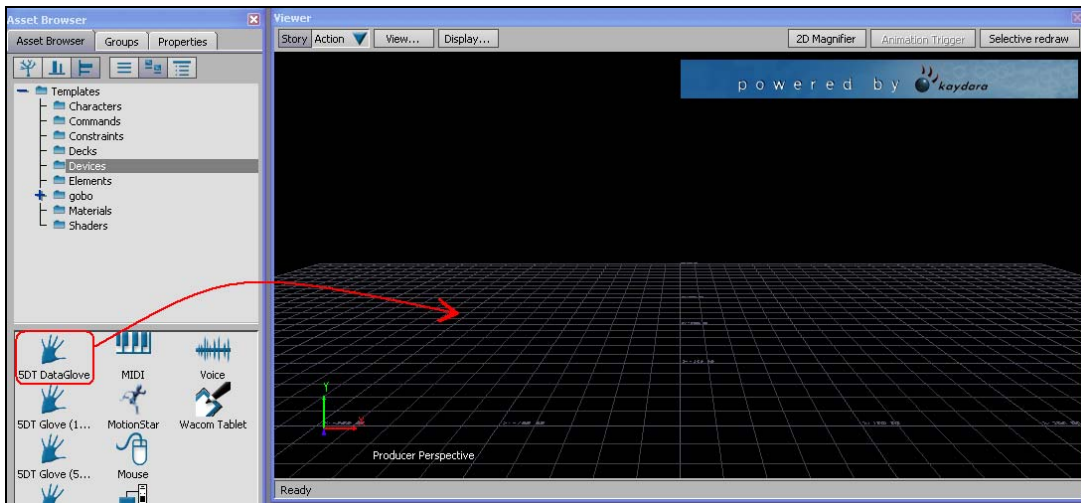 Asset Browser
Asset Browser Groups Properties
Templates
Characters
Commands
Constraints
Decks
Devices
Elements
gobo
Materials
Shaders
5DT DataGlove MIDI Voice
5DT Glove (1... MotionStar Wacom Tablet
5DT Glove (5... Mouse
Viewer
Story Action View... Display... 2D Magnifier Animation Trigger Selective redraw
powered by kaydara
Y
X
Producer Perspective
Ready